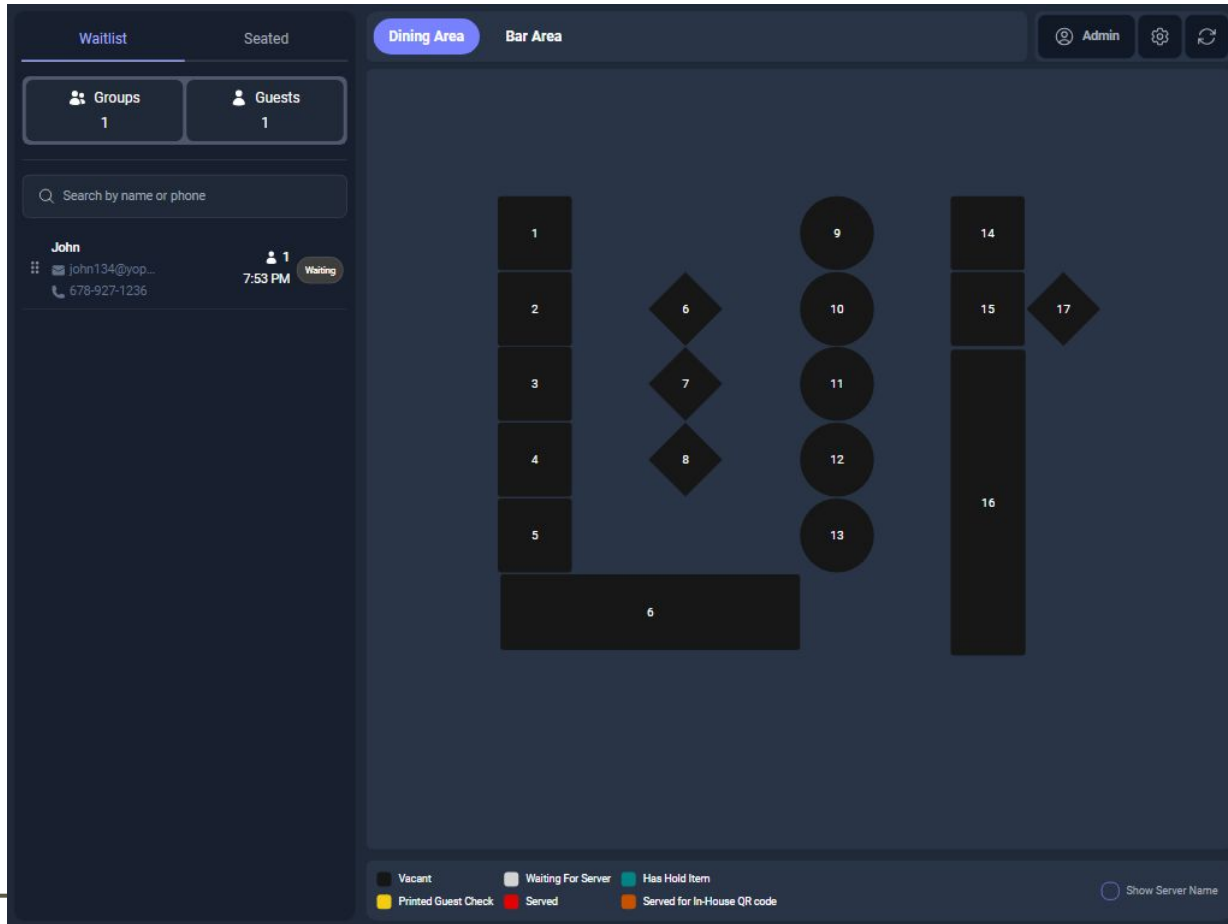 Waitlist Seated
Groups
1
Guests
1
Search by name or phone
John
john134@yop...
678-927-1236
1
7:53 PM
Waiting
Dining Area Bar Area
Admin
1
2
3
4
5
6
6
7
8
9
10
11
12
13
14
15
16
17
Vacant Waiting For Server Has Hold Item
Printed Guest Check Served Served for In-House QR code
Show Server Name